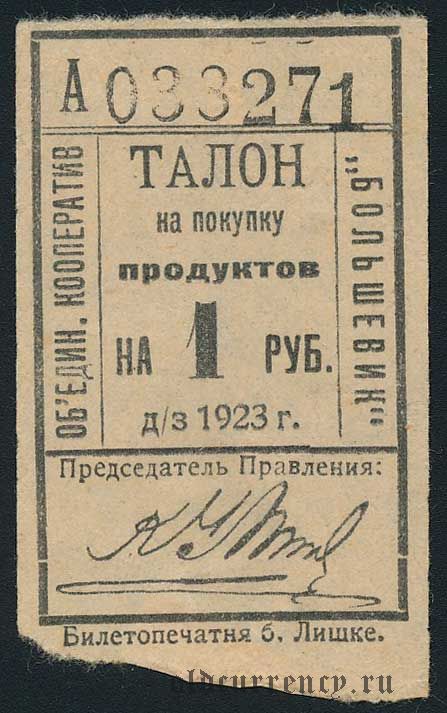 А 033271
ОБ'ЕДИН. КООПЕРАТИВ
ТАЛОН
на покупку
продуктов
НА 1 РУБ.
д/з 1923 г.
„БОЛЬШЕВИК"
Председатель Правления:
Билетопечатня б. Лишке.
oldcurrency.ru